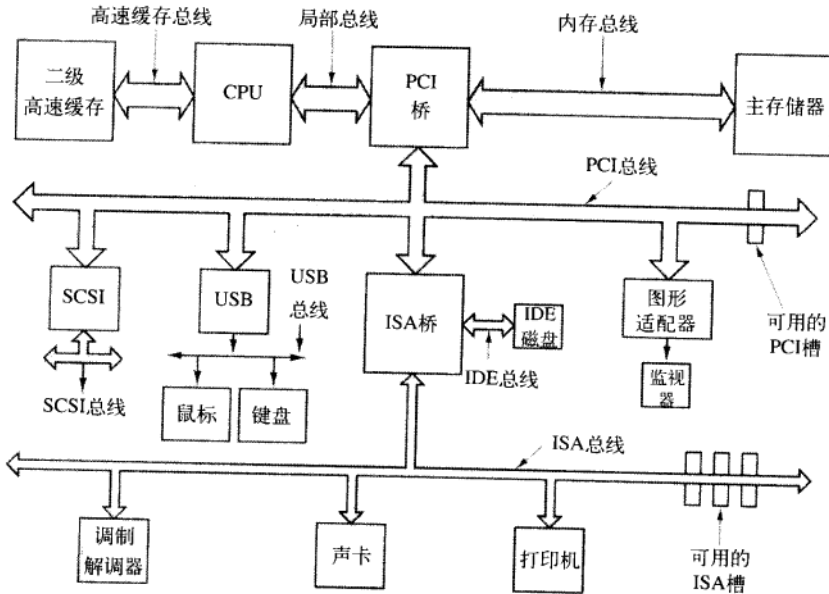 高速缓存总线
局部总线
内存总线
二级
高速缓存
CPU
PCI
桥
主存储器
PCI总线
SCSI
USB
USB
总线
ISA桥
IDE
磁盘
图形
适配器
可用的
PCI槽
SCSI总线
鼠标
键盘
IDE总线
监视
器
ISA总线
调制
解调器
声卡
打印机
可用的
ISA槽